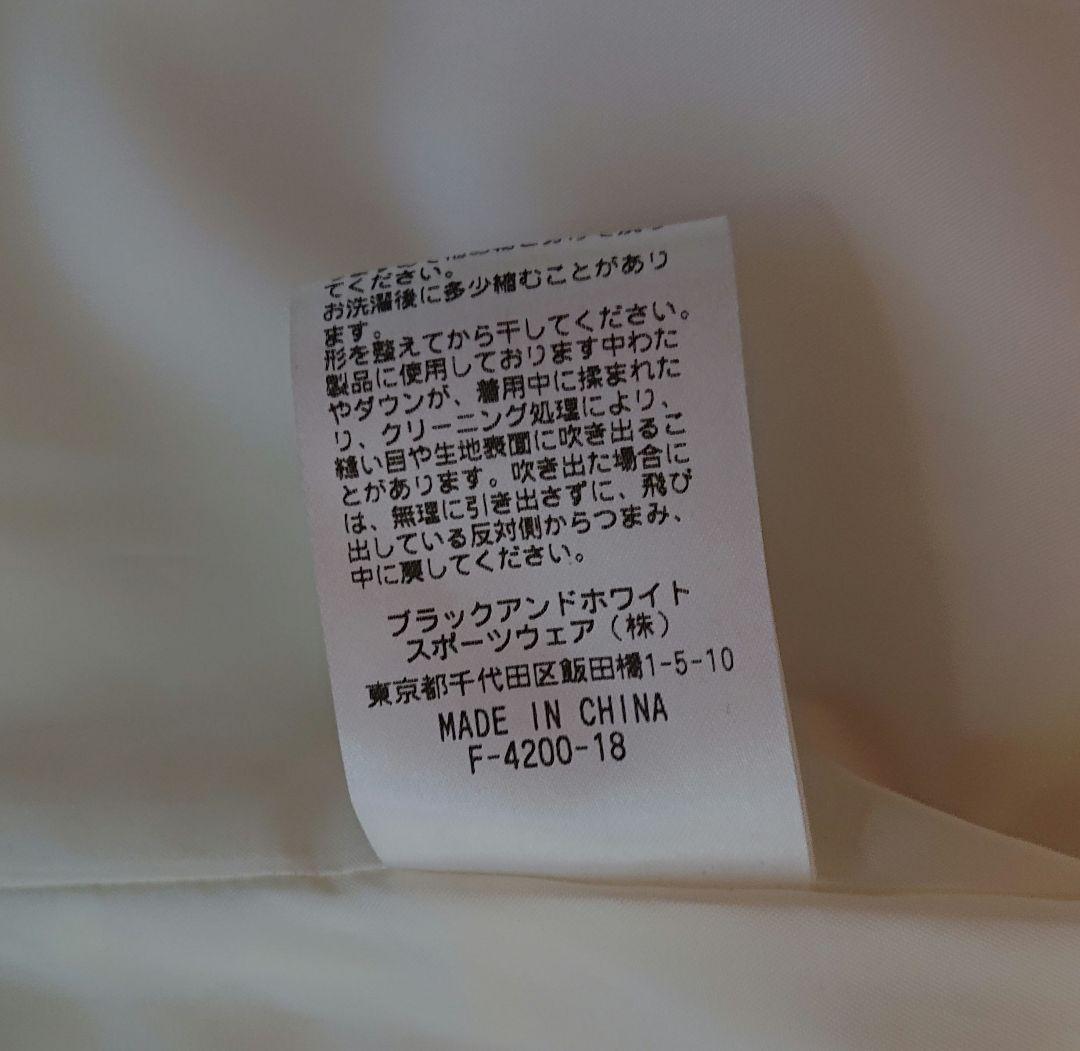 てください。
お洗濯後に多少縮むことがあり
ます。
形を整えてから干してください。
製品に使用しております中わた
やダウンが、着用中に揉まれた
り、クリーニング処理により、
縫い目や生地表面に吹き出るこ
とがあります。吹き出た場合に
は、無理に引き出さずに、飛び
出している反対側からつまみ、
中に戻してください。
ブラックアンドホワイト
スポーツウェア（株）
東京都千代田区飯田橋1-5-10
MADE IN CHINA
F-4200-18